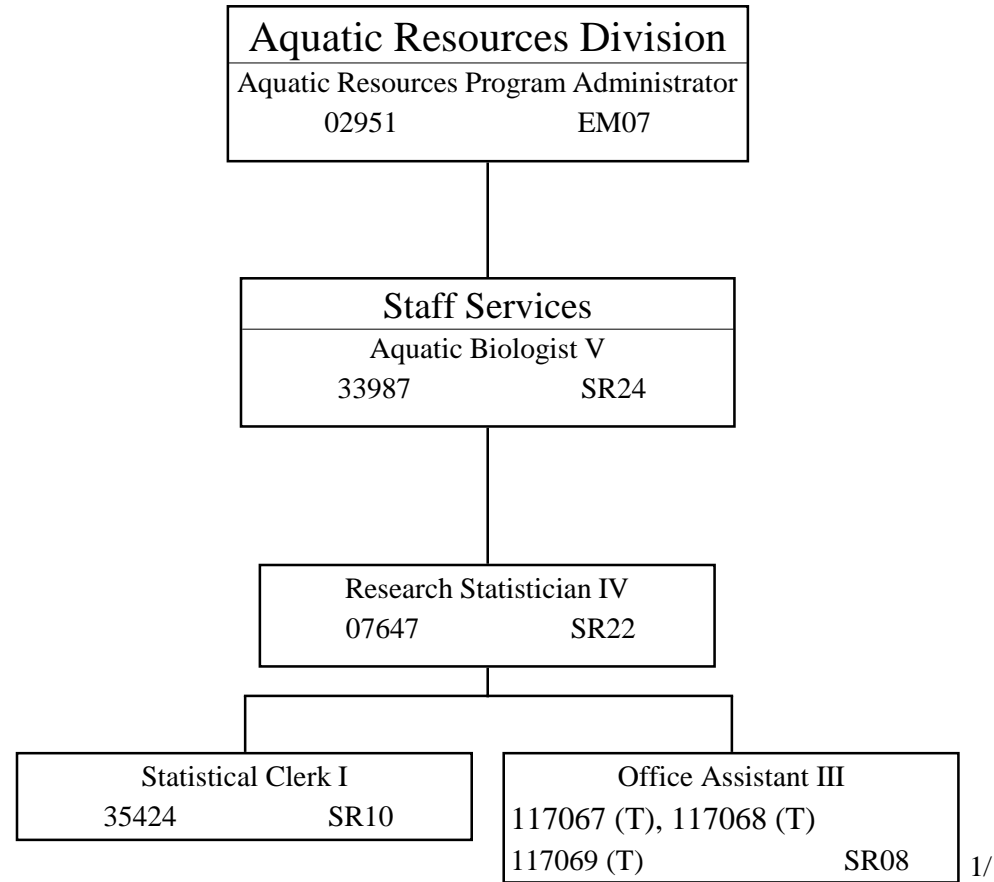 Aquatic Resources Division
Aquatic Resources Program Administrator
02951 EM07
Staff Services
Aquatic Biologist V
33987 SR24
Research Statistician IV
07647 SR22
Statistical Clerk I
35424 SR10
Office Assistant III
117067 (T), 117068 (T)
117069 (T) SR08 1/